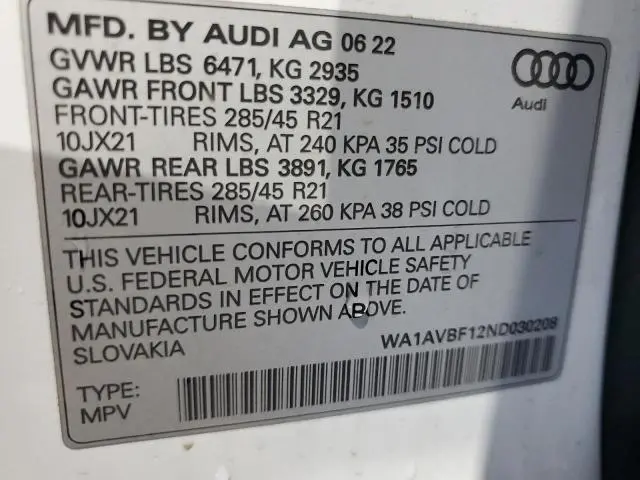 MFD. BY AUDI AG 06 22
GVWR LBS 6471, KG 2935
GAWR FRONT LBS 3329, KG 1510
FRONT-TIRES 285/45 R21
10JX21 RIMS, AT 240 KPA 35 PSI COLD
GAWR REAR LBS 3891, KG 1765
REAR-TIRES 285/45 R21
10JX21 RIMS, AT 260 KPA 38 PSI COLD
Audi
THIS VEHICLE CONFORMS TO ALL APPLICABLE
U.S. FEDERAL MOTOR VEHICLE SAFETY
STANDARDS IN EFFECT ON THE DATE OF
MANUFACTURE SHOWN ABOVE.
SLOVAKIA
WA1AVBF12ND030208
TYPE:
MPV